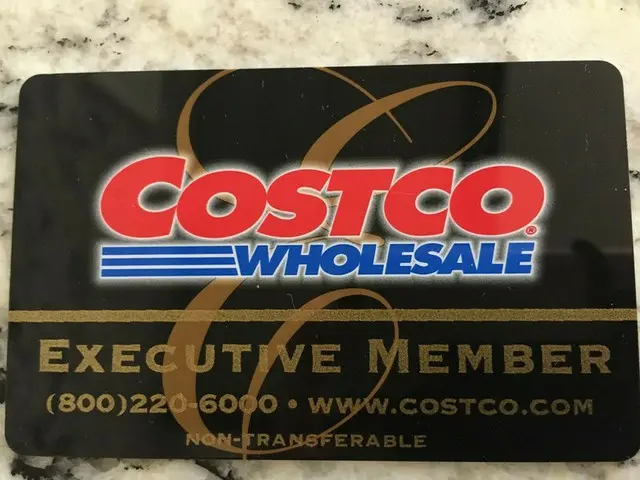 COSTCO®
WHOLESALE
EXECUTIVE MEMBER
(800)220-6000 • WWW.COSTCO.COM
NON-TRANSFERABLE